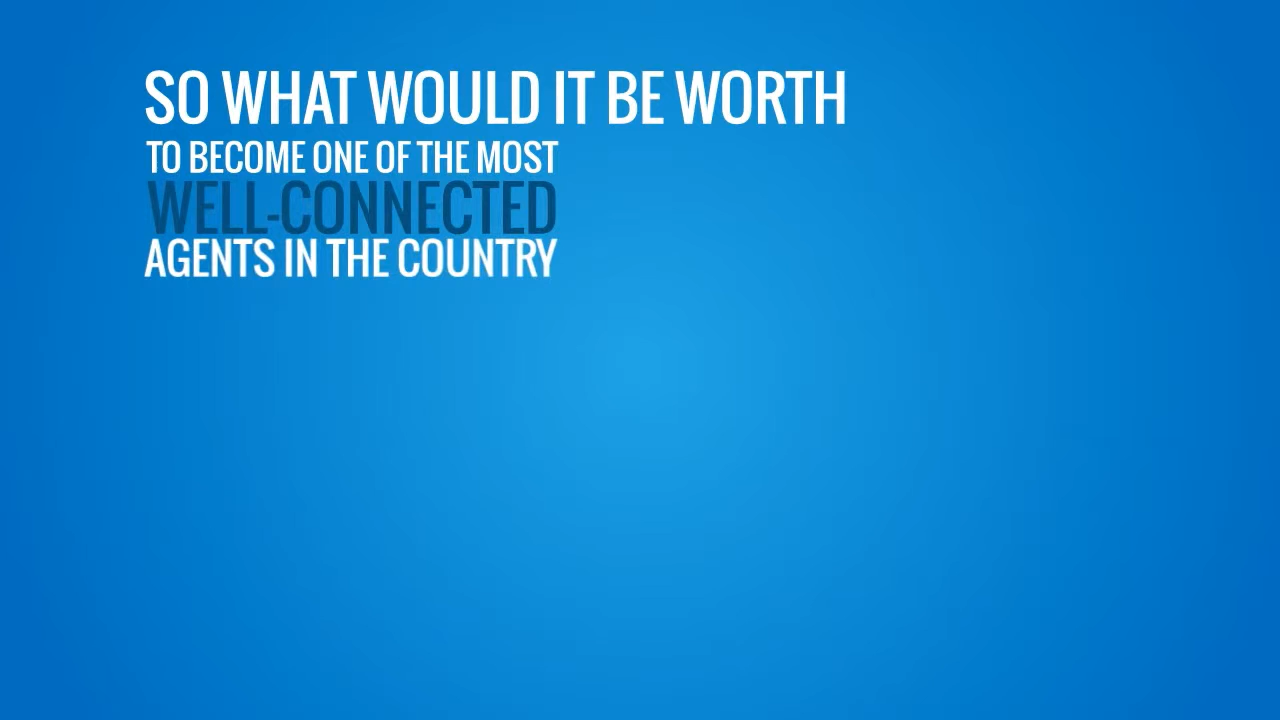 SO WHAT WOULD IT BE WORTH
TO BECOME ONE OF THE MOST
WELL-CONNECTED
AGENTS IN THE COUNTRY